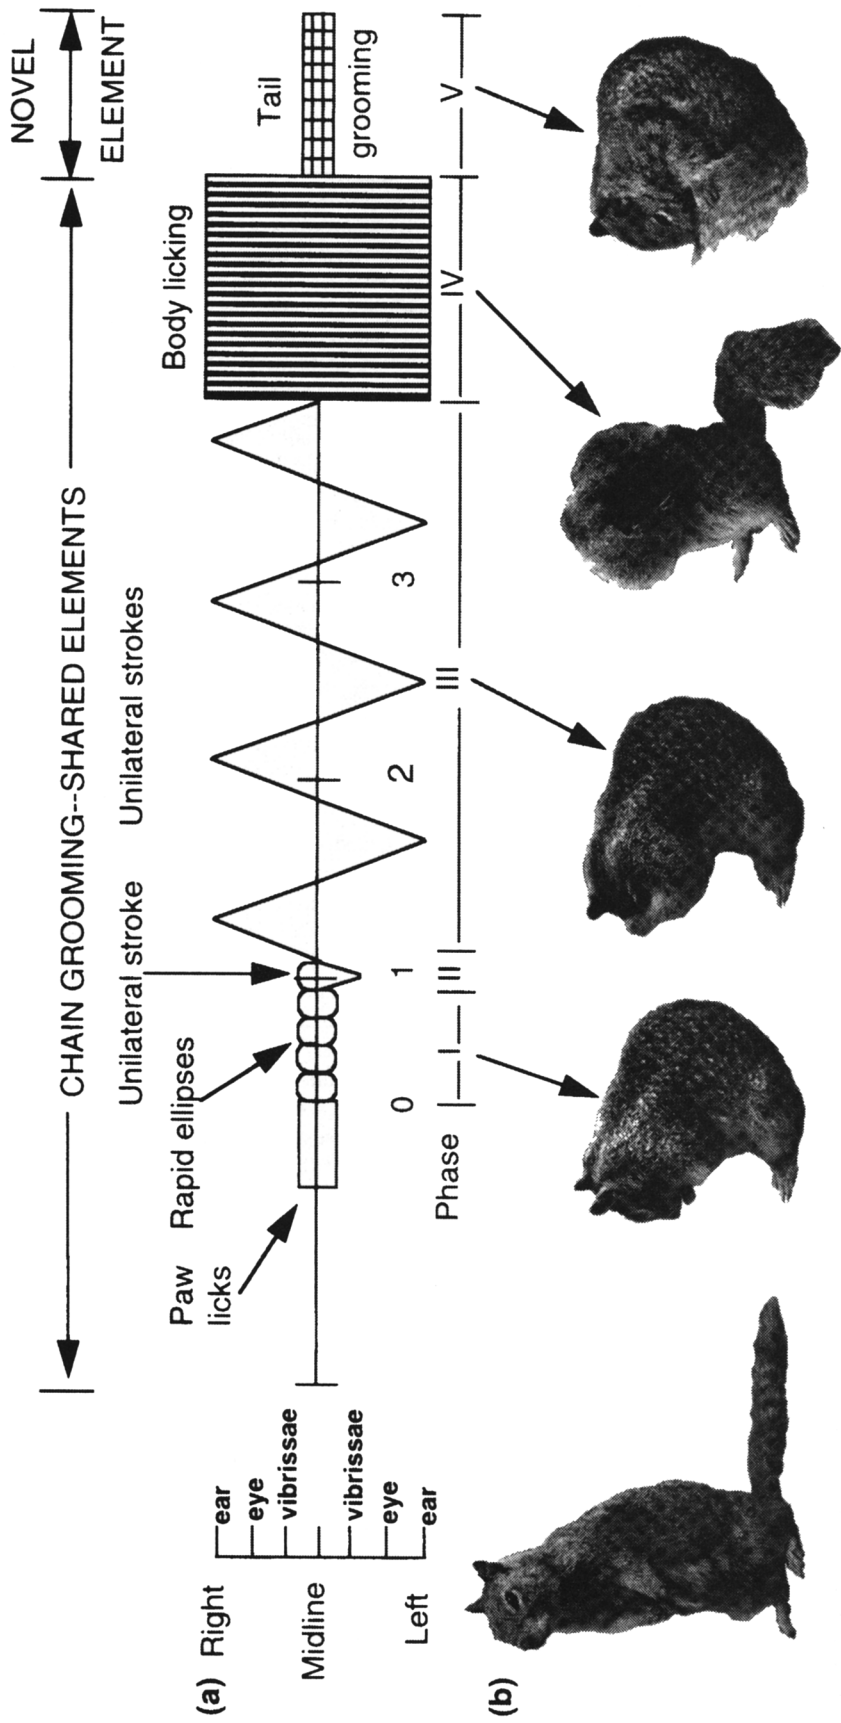 NOVEL
ELEMENT
CHAIN GROOMING--SHARED ELEMENTS
Unilateral stroke
Unilateral strokes
Body licking
Tail
grooming
Paw
licks
Rapid ellipses
(a)
Right
Midline
Left
ear
eye
vibrissae
vibrissae
eye
ear
0
1
2
3
Phase
I
II
III
IV
V
(b)